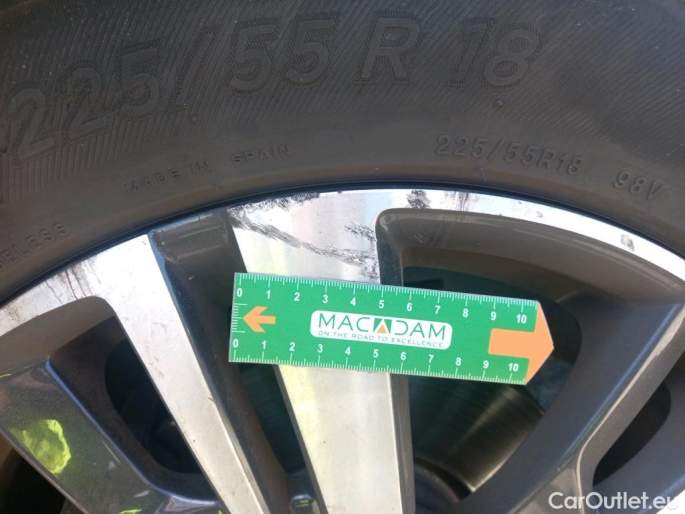 225/55 R 18
MADE IN SPAIN
225/55R18 98V
0 1 2 3 4 5 6 7 8 9 10
MACADAM
ON THE ROAD TO EXCELLENCE
0 1 2 3 4 5 6 7 8 9 10
CarOutlet.eu